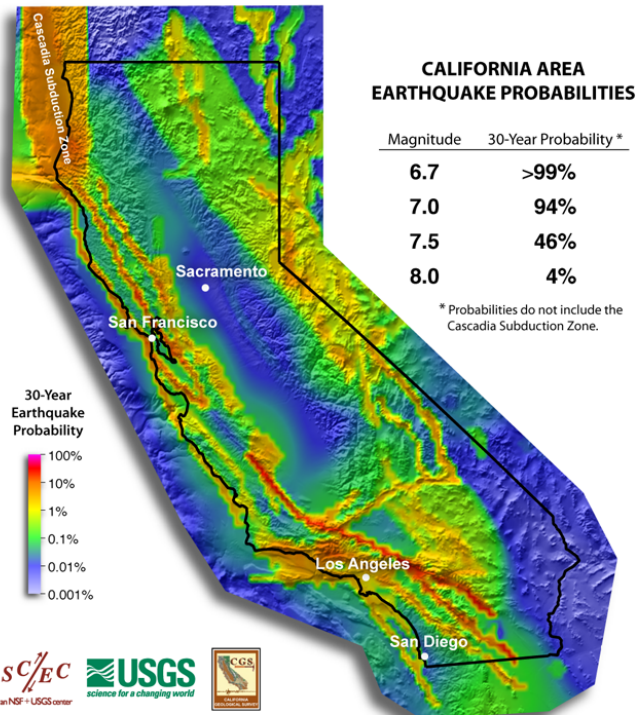 Cascadia Subduction Zone
CALIFORNIA AREA
EARTHQUAKE PROBABILITIES
Magnitude 30-Year Probability *
6.7 >99%
7.0 94%
7.5 46%
8.0 4%
* Probabilities do not include the
Cascadia Subduction Zone.
Sacramento
San Francisco
30-Year
Earthquake
Probability
100%
10%
1%
0.1%
0.01%
0.001%
Los Angeles
San Diego
SC/EC
an NSF + USGS center
USGS
science for a changing world
CGS
CALIFORNIA
GEOLOGICAL SURVEY